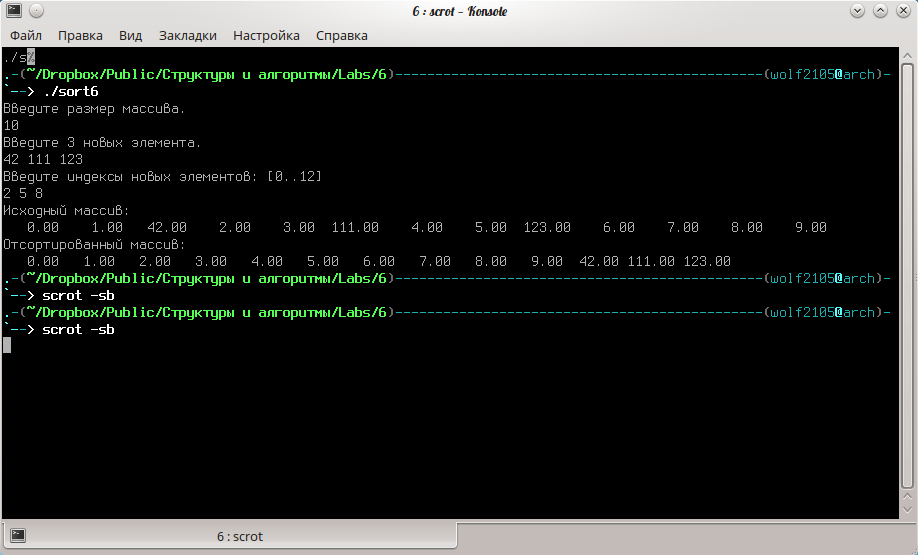 6 : scrot – Konsole
Файл Правка Вид Закладки Настройка Справка
./s%
.-(~/Dropbox/Public/Структуры и алгоритмы/Labs/6)----------------------------------------------(wolf2105@arch)-
`--> ./sort6
Введите размер массива.
10
Введите 3 новых элемента.
42 111 123
Введите индексы новых элементов: [0..12]
2 5 8
Исходный массив:
0.00 1.00 42.00 2.00 3.00 111.00 4.00 5.00 123.00 6.00 7.00 8.00 9.00
Отсортированный массив:
0.00 1.00 2.00 3.00 4.00 5.00 6.00 7.00 8.00 9.00 42.00 111.00 123.00
.-(~/Dropbox/Public/Структуры и алгоритмы/Labs/6)----------------------------------------------(wolf2105@arch)-
`--> scrot -sb
.-(~/Dropbox/Public/Структуры и алгоритмы/Labs/6)----------------------------------------------(wolf2105@arch)-
`--> scrot -sb
6 : scrot